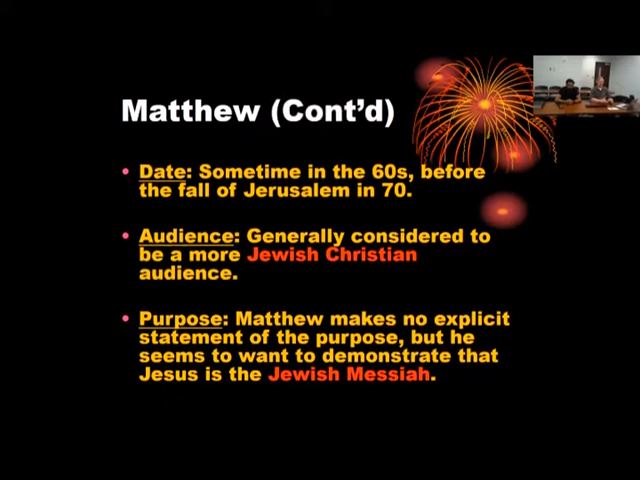 Matthew (Cont’d)
• Date: Sometime in the 60s, before
the fall of Jerusalem in 70.
• Audience: Generally considered to
be a more Jewish Christian
audience.
• Purpose: Matthew makes no explicit
statement of the purpose, but he
seems to want to demonstrate that
Jesus is the Jewish Messiah.